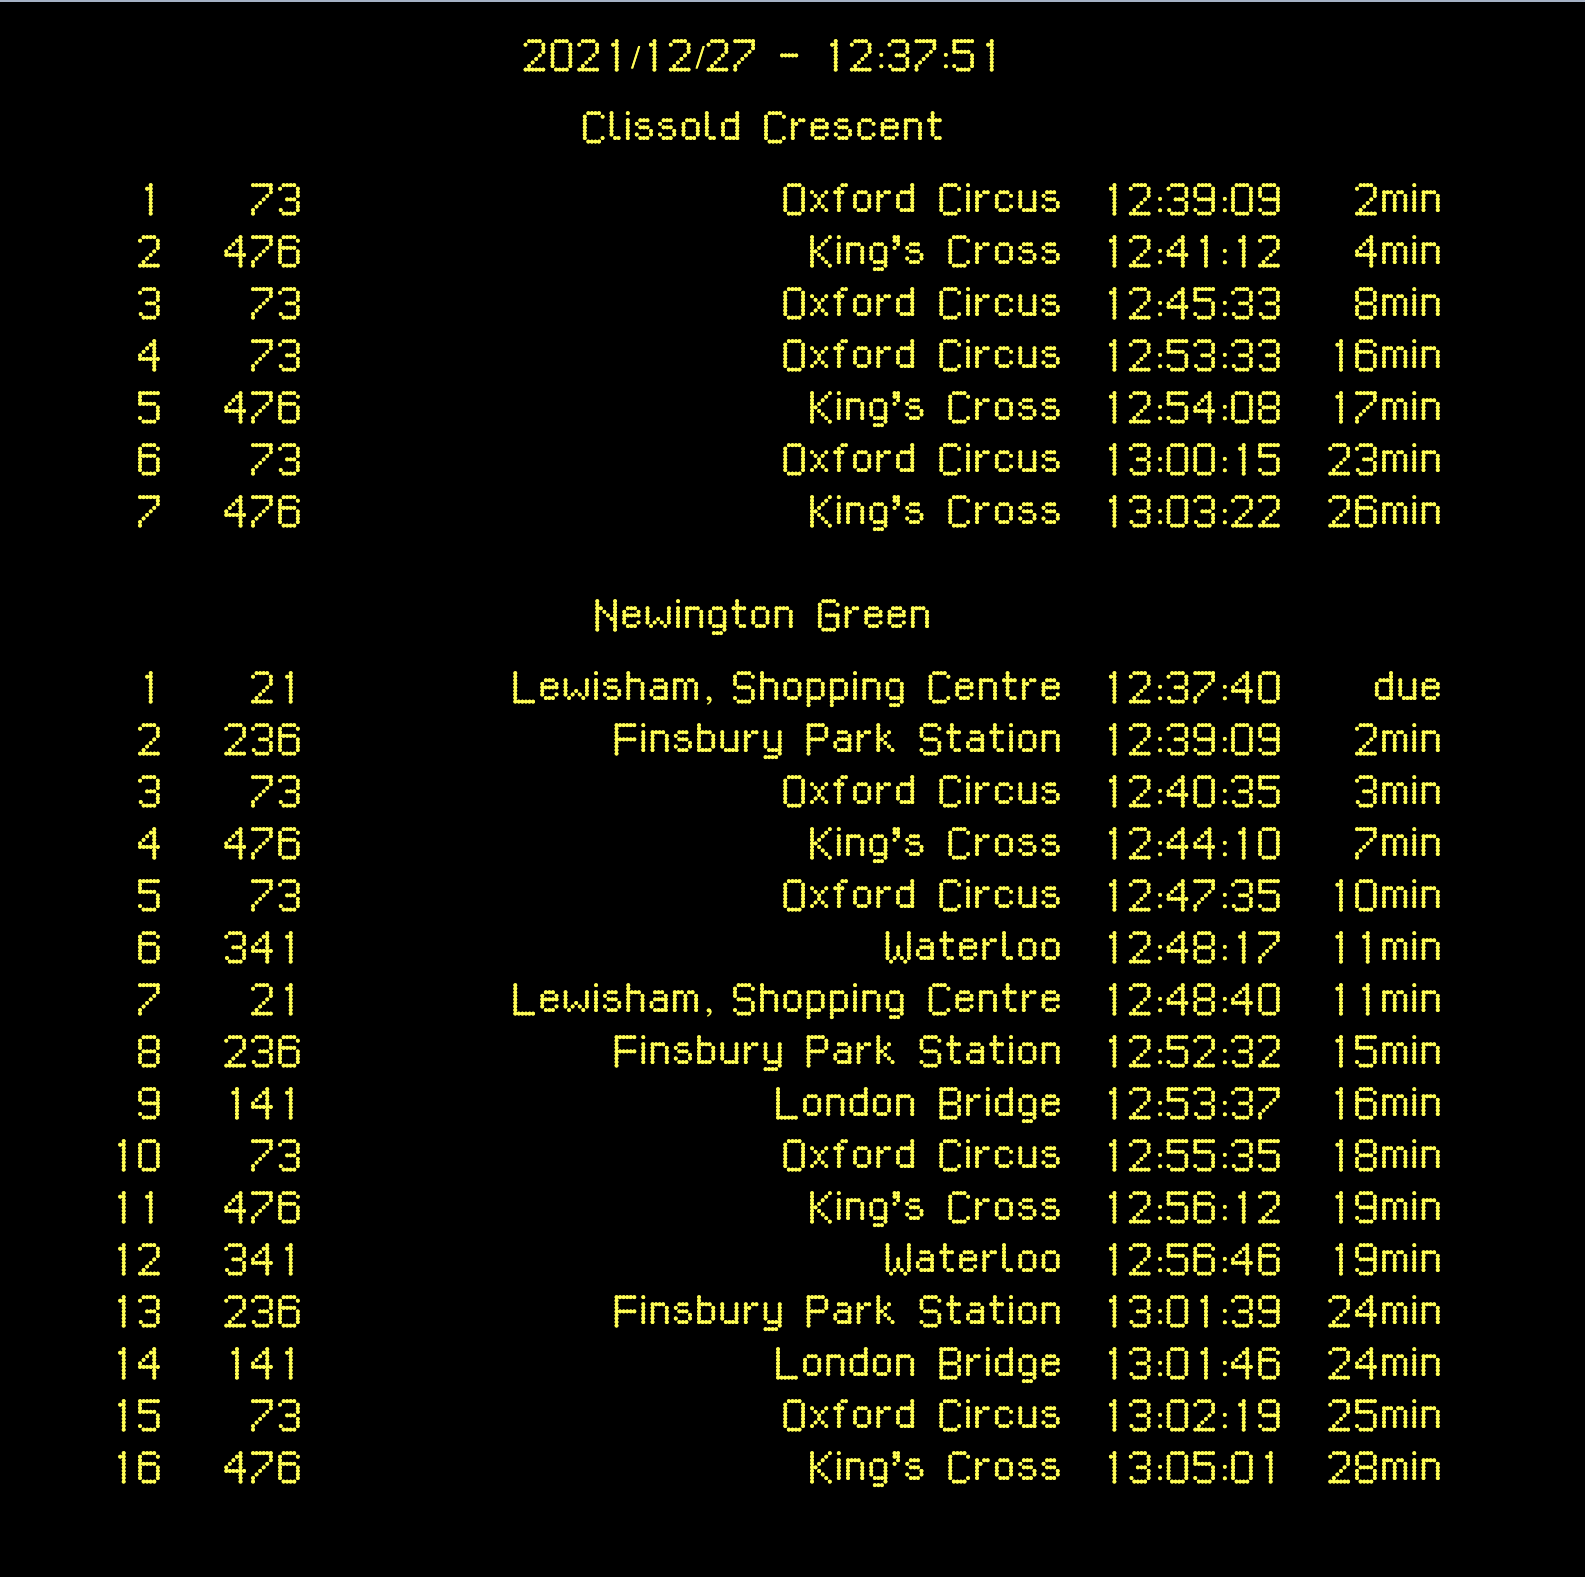 2021/12/27 - 12:37:51
Clissold Crescent
1 73 Oxford Circus 12:39:09 2min
2 476 King's Cross 12:41:12 4min
3 73 Oxford Circus 12:45:33 8min
4 73 Oxford Circus 12:53:33 16min
5 476 King's Cross 12:54:08 17min
6 73 Oxford Circus 13:00:15 23min
7 476 King's Cross 13:03:22 26min
Newington Green
1 21 Lewisham, Shopping Centre 12:37:40 due
2 236 Finsbury Park Station 12:39:09 2min
3 73 Oxford Circus 12:40:35 3min
4 476 King's Cross 12:44:10 7min
5 73 Oxford Circus 12:47:35 10min
6 341 Waterloo 12:48:17 11min
7 21 Lewisham, Shopping Centre 12:48:40 11min
8 236 Finsbury Park Station 12:52:32 15min
9 141 London Bridge 12:53:37 16min
10 73 Oxford Circus 12:55:35 18min
11 476 King's Cross 12:56:12 19min
12 341 Waterloo 12:56:46 19min
13 236 Finsbury Park Station 13:01:39 24min
14 141 London Bridge 13:01:46 24min
15 73 Oxford Circus 13:02:19 25min
16 476 King's Cross 13:05:01 28min